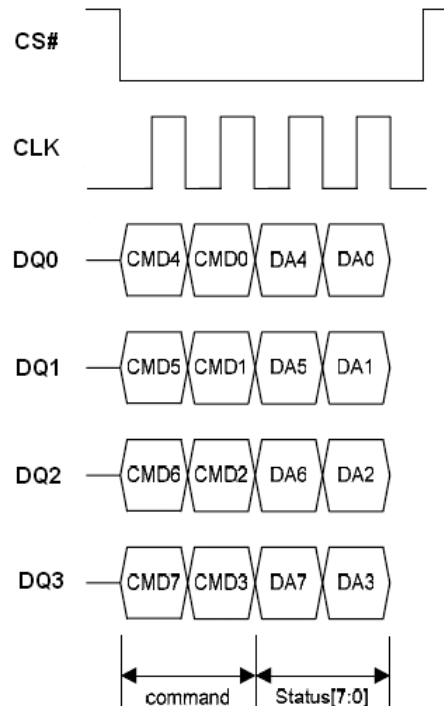 CS#
CLK
DQ0 CMD4 CMD0 DA4 DA0
DQ1 CMD5 CMD1 DA5 DA1
DQ2 CMD6 CMD2 DA6 DA2
DQ3 CMD7 CMD3 DA7 DA3
command Status[7:0]